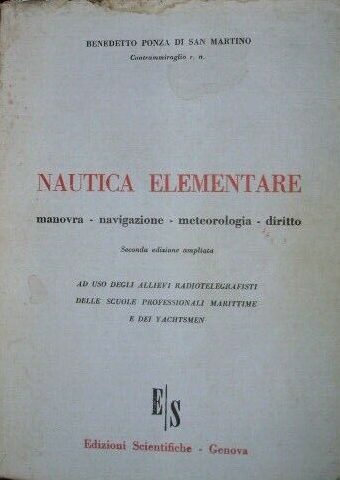 BENEDETTO PONZA DI SAN MARTINO
Contrammiraglio r. n.
NAUTICA ELEMENTARE
manovra - navigazione - meteorologia - diritto
Seconda edizione ampliata
AD USO DEGLI ALLIEVI RADIOTELEGRAFISTI
DELLE SCUOLE PROFESSIONALI MARITTIME
E DEI YACHTSMEN
E/S
Edizioni Scientifiche - Genova